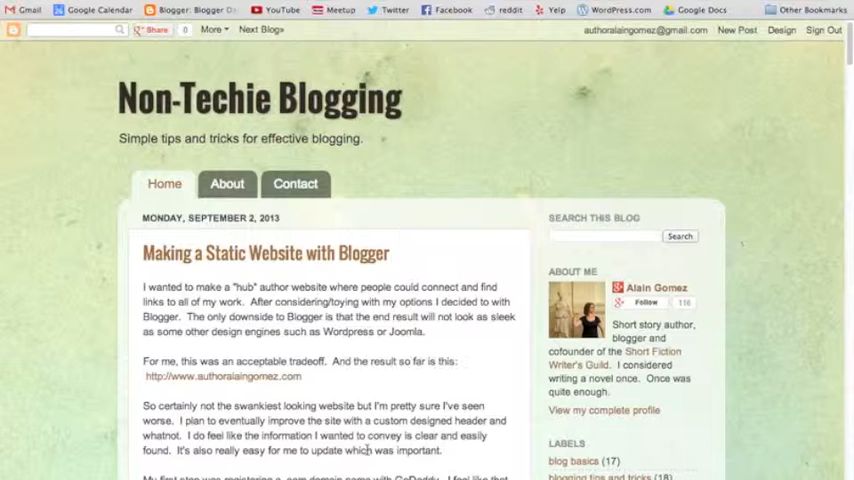 Gmail Google Calendar Blogger: Blogger Da YouTube Meetup Twitter Facebook reddit Yelp WordPress.com Google Docs Other Bookmarks
Share 0 More Next Blog» authoralaingomez@gmail.com New Post Design Sign Out
Non-Techie Blogging
Simple tips and tricks for effective blogging.
Home About Contact
MONDAY, SEPTEMBER 2, 2013
Making a Static Website with Blogger
I wanted to make a "hub" author website where people could connect and find
links to all of my work. After considering/toying with my options I decided to with
Blogger. The only downside to Blogger is that the end result will not look as sleek
as some other design engines such as Wordpress or Joomla.
For me, this was an acceptable tradeoff. And the result so far is this:
http://www.authoralaingomez.com
So certainly not the swankiest looking website but I'm pretty sure I've seen
worse. I plan to eventually improve the site with a custom designed header and
whatnot. I do feel like the information I wanted to convey is clear and easily
found. It's also really easy for me to update which was important.
My first step was registering a .com domain name with GoDaddy. I feel like that
SEARCH THIS BLOG
Search
ABOUT ME
Alain Gomez
Follow 116
Short story author,
blogger and
cofounder of the Short Fiction
Writer's Guild. I considered
writing a novel once. Once was
quite enough.
View my complete profile
LABELS
blog basics (17)
blogging tips and tricks (18)